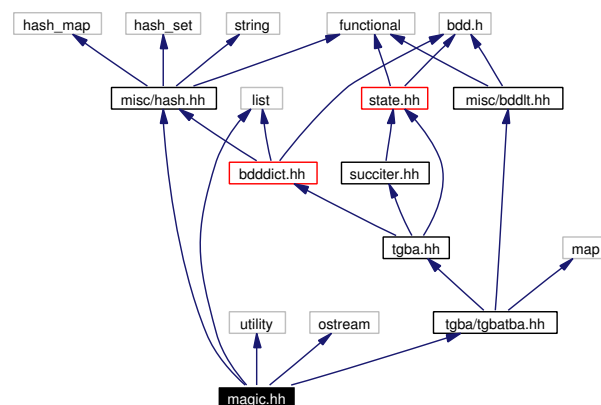 hash_map
hash_set
string
functional
bdd.h
misc/hash.hh
list
state.hh
misc/bddlt.hh
bdddict.hh
succiter.hh
tgba.hh
map
utility
ostream
tgba/tgbatba.hh
magic.hh